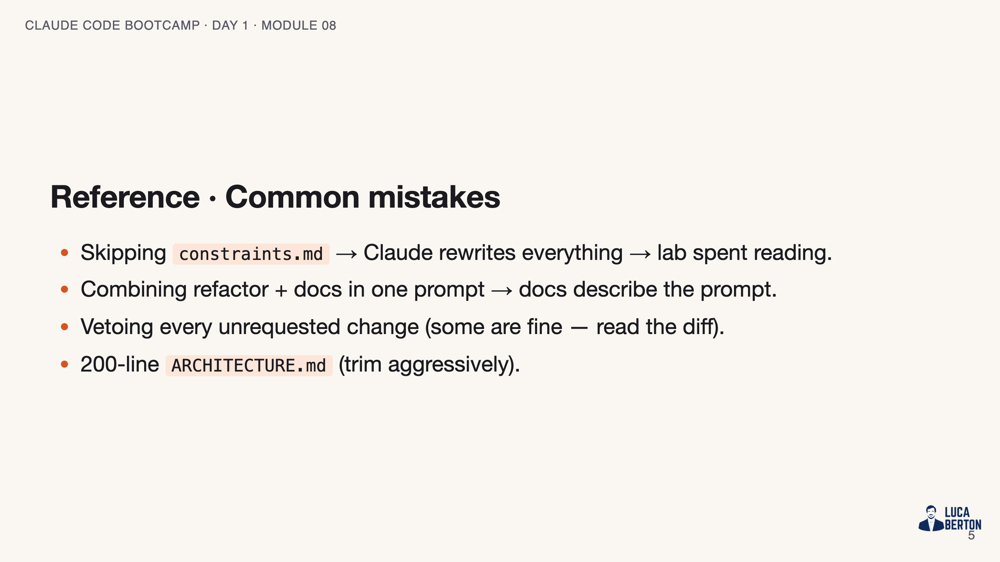 CLAUDE CODE BOOTCAMP · DAY 1 · MODULE 08
Reference · Common mistakes
• Skipping constraints.md → Claude rewrites everything → lab spent reading.
• Combining refactor + docs in one prompt → docs describe the prompt.
• Vetoing every unrequested change (some are fine — read the diff).
• 200-line ARCHITECTURE.md (trim aggressively).
LUCA
BERTON
5